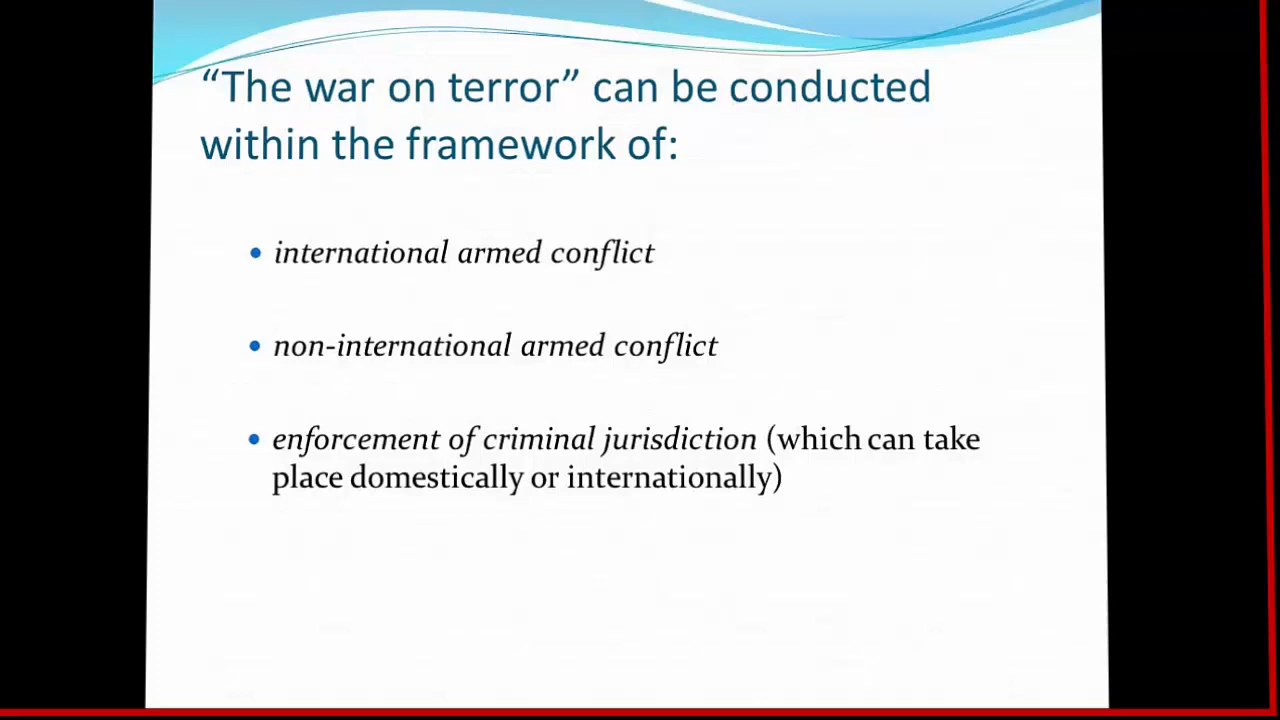 “The war on terror” can be conducted
within the framework of:
• international armed conflict
• non-international armed conflict
• enforcement of criminal jurisdiction (which can take
place domestically or internationally)